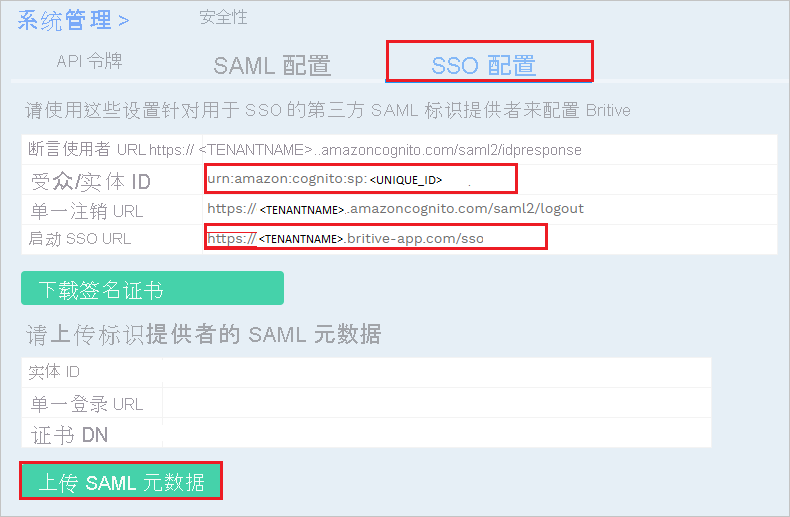 系统管理 > 安全性
API 令牌 SAML 配置 SSO 配置
请使用这些设置针对用于 SSO 的第三方 SAML 标识提供者来配置 Britive
断言使用者 URL https:// <TENANTNAME>..amazoncognito.com/saml2/idpresponse
受众/实体 ID urn:amazon:cognito:sp: <UNIQUE_ID> .
单一注销 URL https:// <TENANTNAME>..amazoncognito.com/saml2/logout
启动 SSO URL https:// <TENANTNAME>.britive-app.com/sso
下载签名证书
请上传标识提供者的 SAML 元数据
实体 ID
单一登录 URL
证书 DN
上传 SAML 元数据